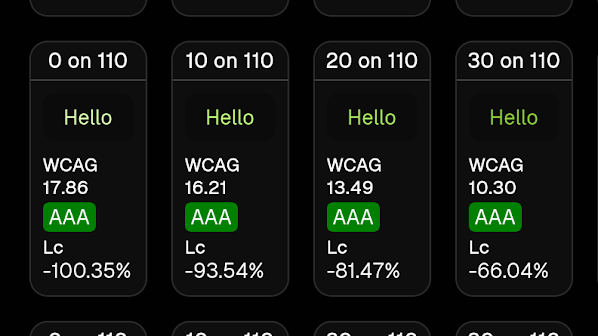 0 on 110
10 on 110
20 on 110
30 on 110
Hello
Hello
Hello
Hello
WCAG
17.86
AAA
Lc
-100.35%
WCAG
16.21
AAA
Lc
-93.54%
WCAG
13.49
AAA
Lc
-81.47%
WCAG
10.30
AAA
Lc
-66.04%